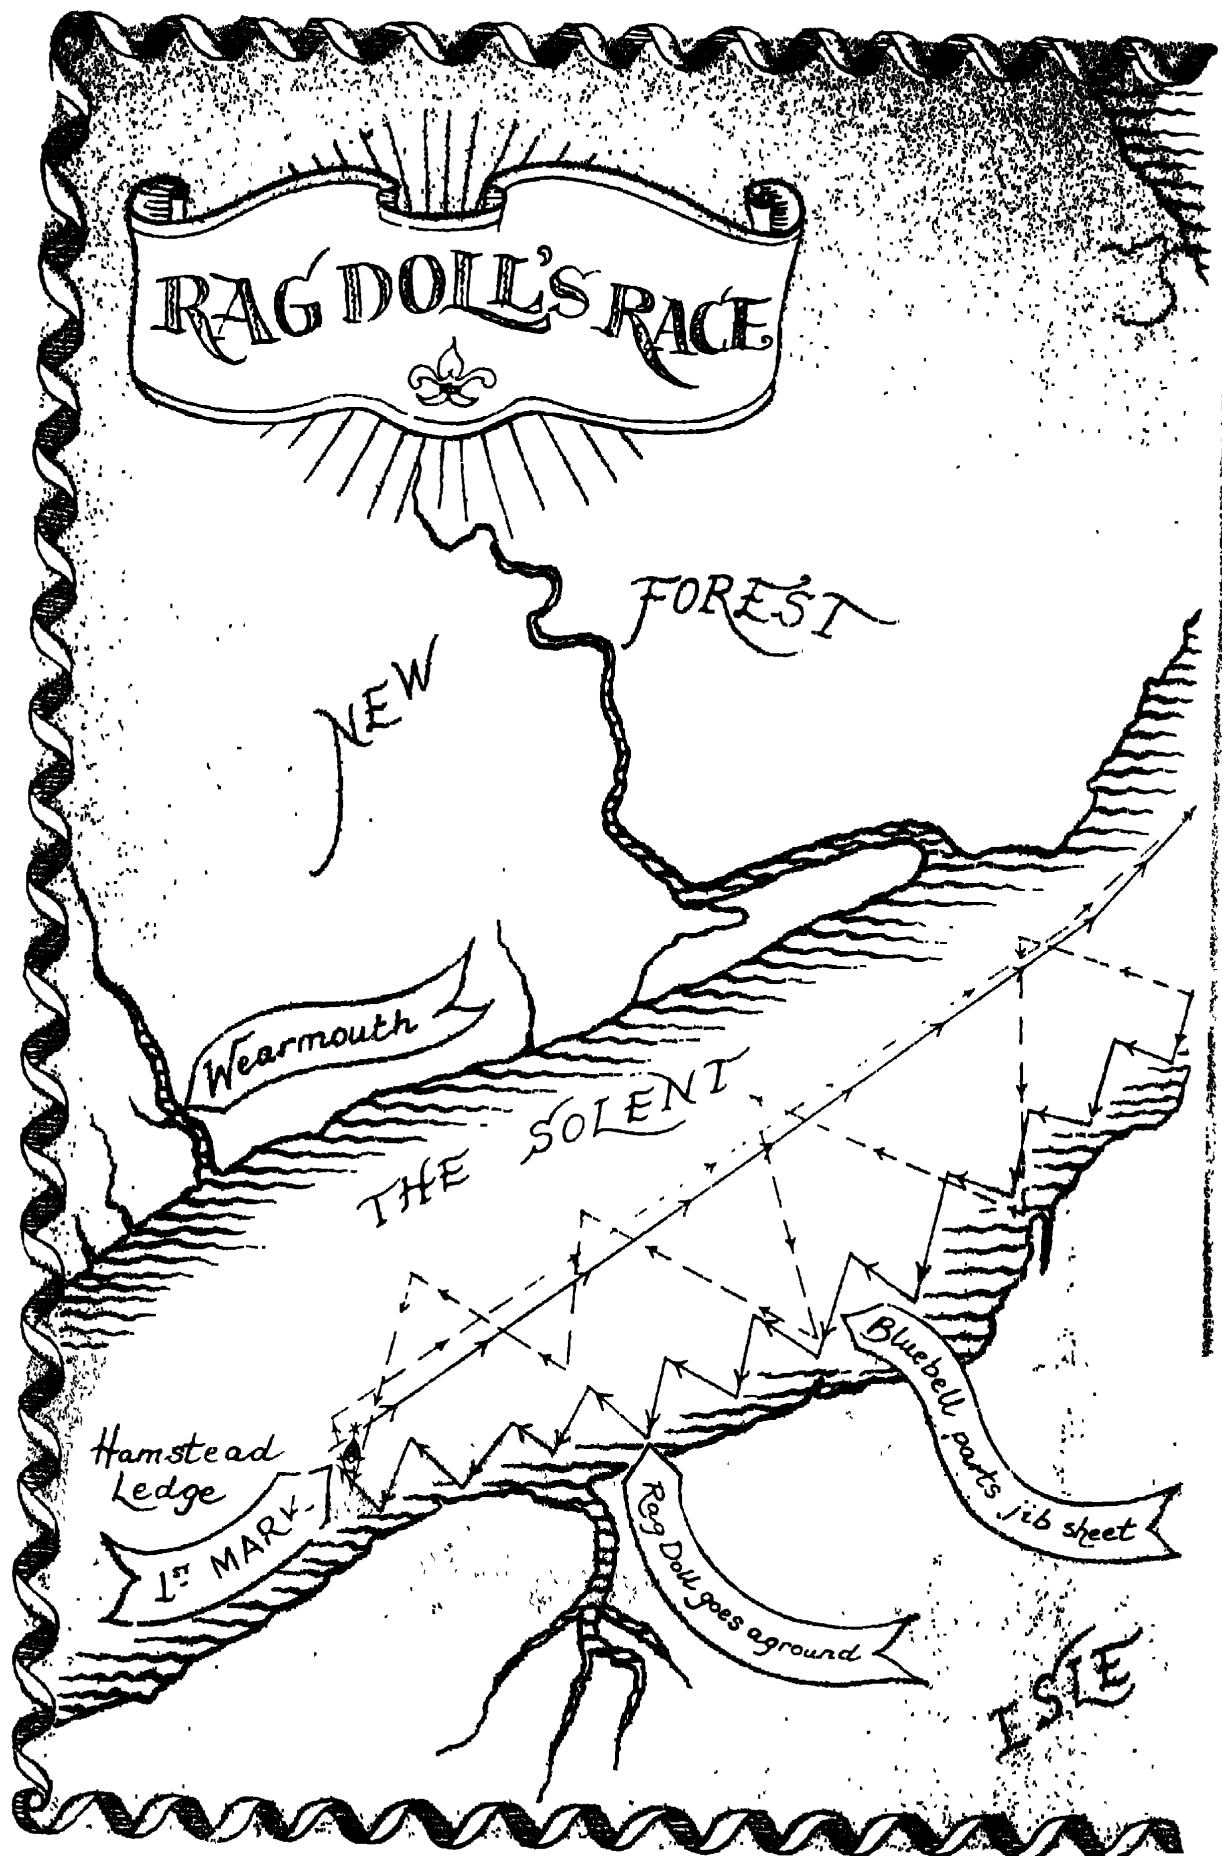 RAG DOLL'S RACE
FOREST
NEW
Wearmouth
THE SOLENT
Hamstead
Ledge
1ST MARK
Bluebell parts jib sheet
Rag Doll goes aground
ISLE